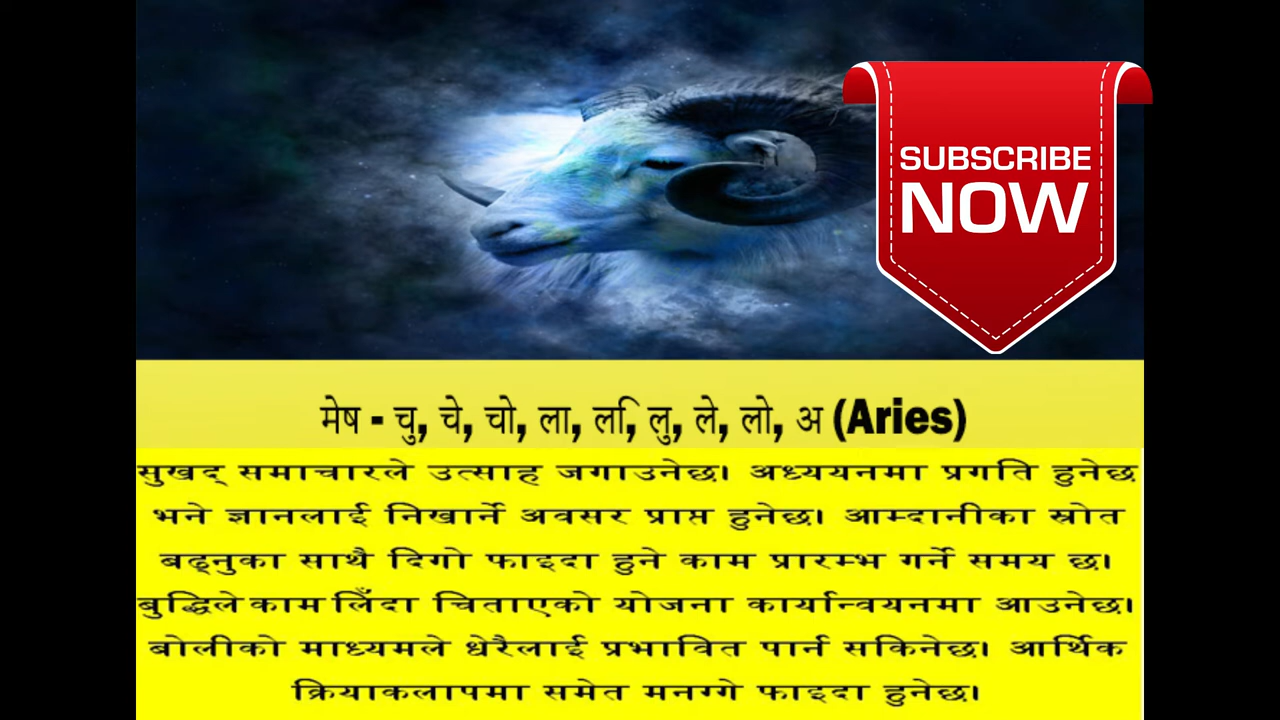 SUBSCRIBE
NOW
मेष - चु, चे, चो, ला, लि, लु, ले, लो, अ (Aries)
सुखद् समाचारले उत्साह जगाउनेछ। अध्ययनमा प्रगति हुनेछ
भने ज्ञानलाई निखार्ने अवसर प्राप्त हुनेछ। आम्दानीका स्रोत
बढ्नुका साथै दिगो फाइदा हुने काम प्रारम्भ गर्ने समय छ।
बुद्धिले काम लिँदा चिताएको योजना कार्यान्वयनमा आउनेछ।
बोलीको माध्यमले धेरैलाई प्रभावित पार्न सकिनेछ। आर्थिक
क्रियाकलापमा समेत मनग्गे फाइदा हुनेछ।